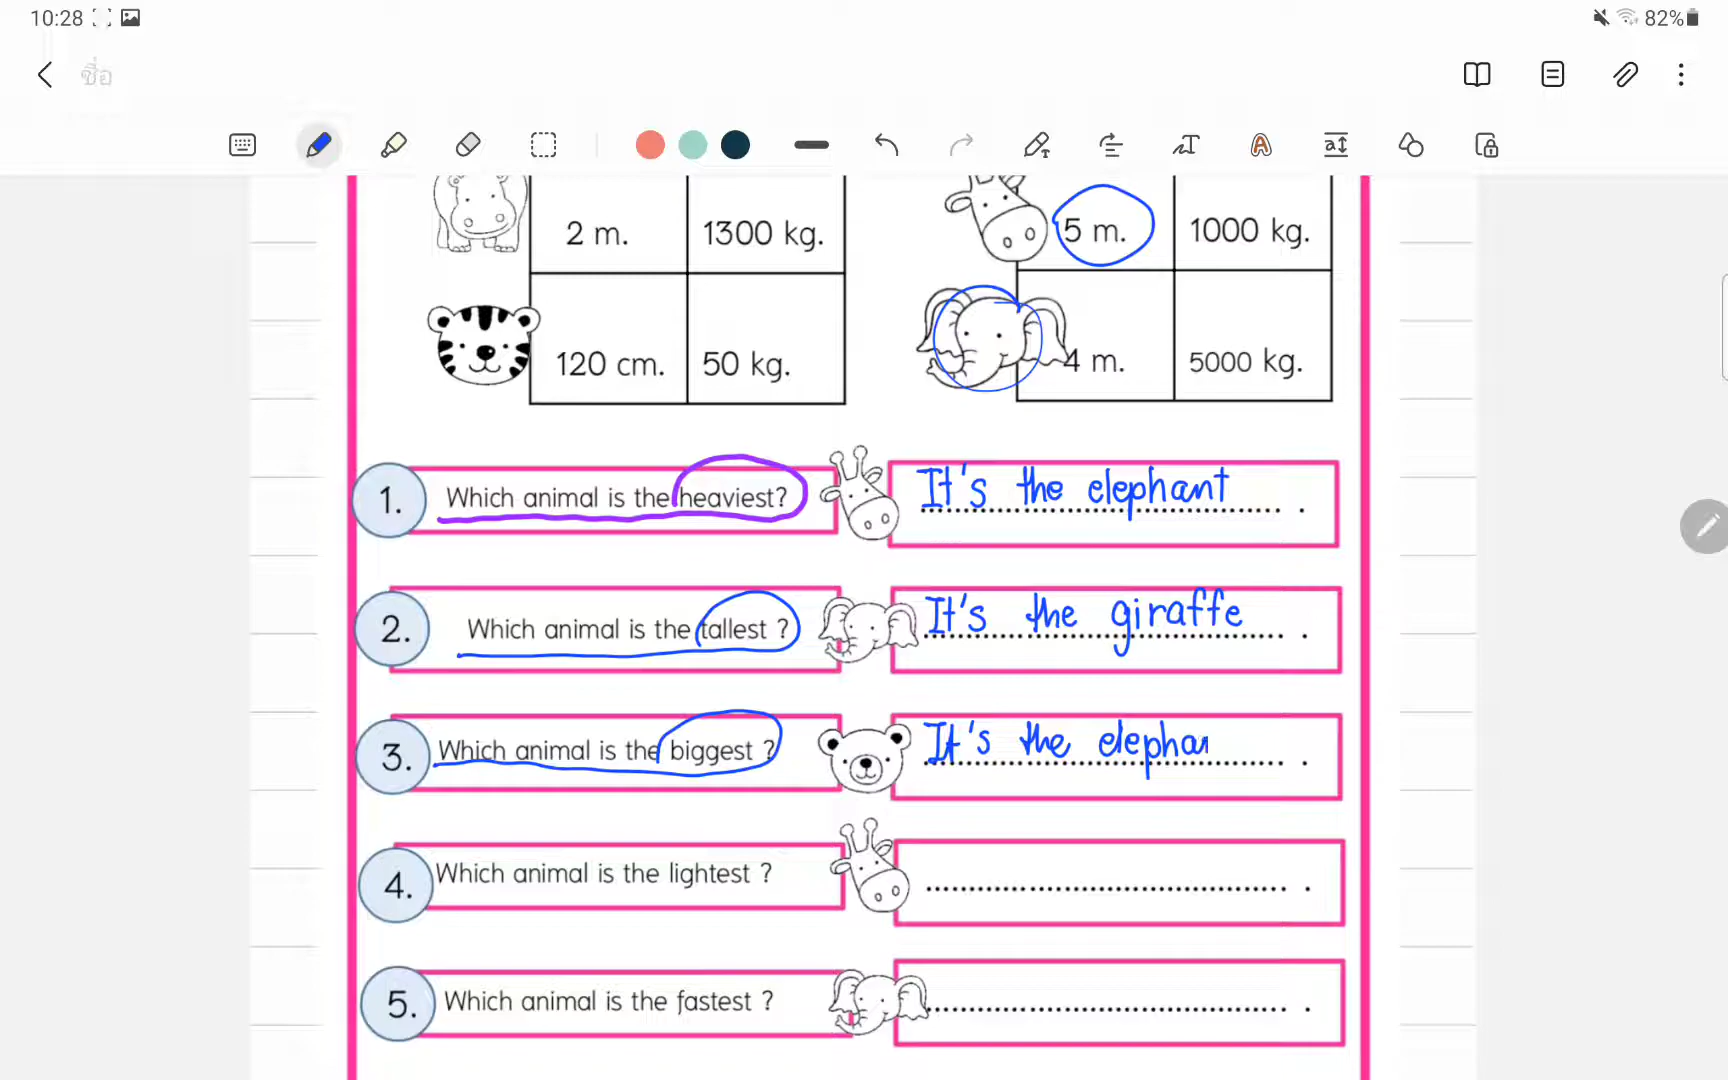 10:28
82%
ชื่อ
2 m. 1300 kg. 5 m. 1000 kg.
120 cm. 50 kg. 4 m. 5000 kg.
1. Which animal is the heaviest? It's the elephant .
2. Which animal is the tallest ? It's the giraffe .
3. Which animal is the biggest ? It's the elephan .
4. Which animal is the lightest ? .
5. Which animal is the fastest ? .